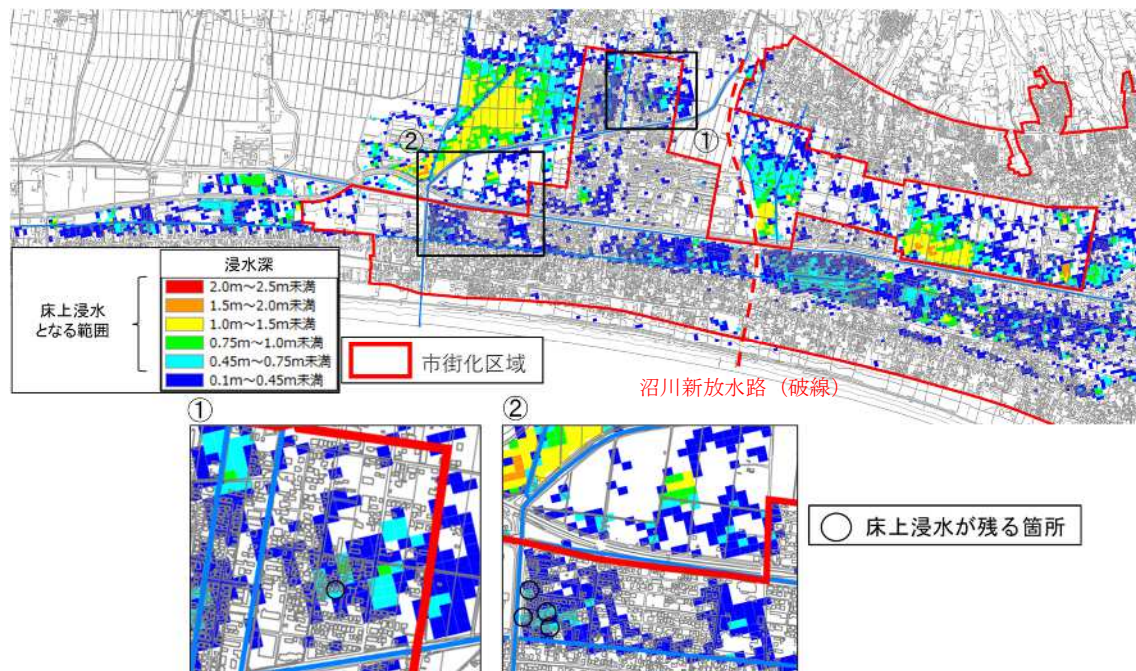 ②
①
浸水深
床上浸水
となる範囲
2.0m～2.5m未満
1.5m～2.0m未満
1.0m～1.5m未満
0.75m～1.0m未満
0.45m～0.75m未満
0.1m～0.45m未満
市街化区域
沼川新放水路（破線）
①
②
床上浸水が残る箇所